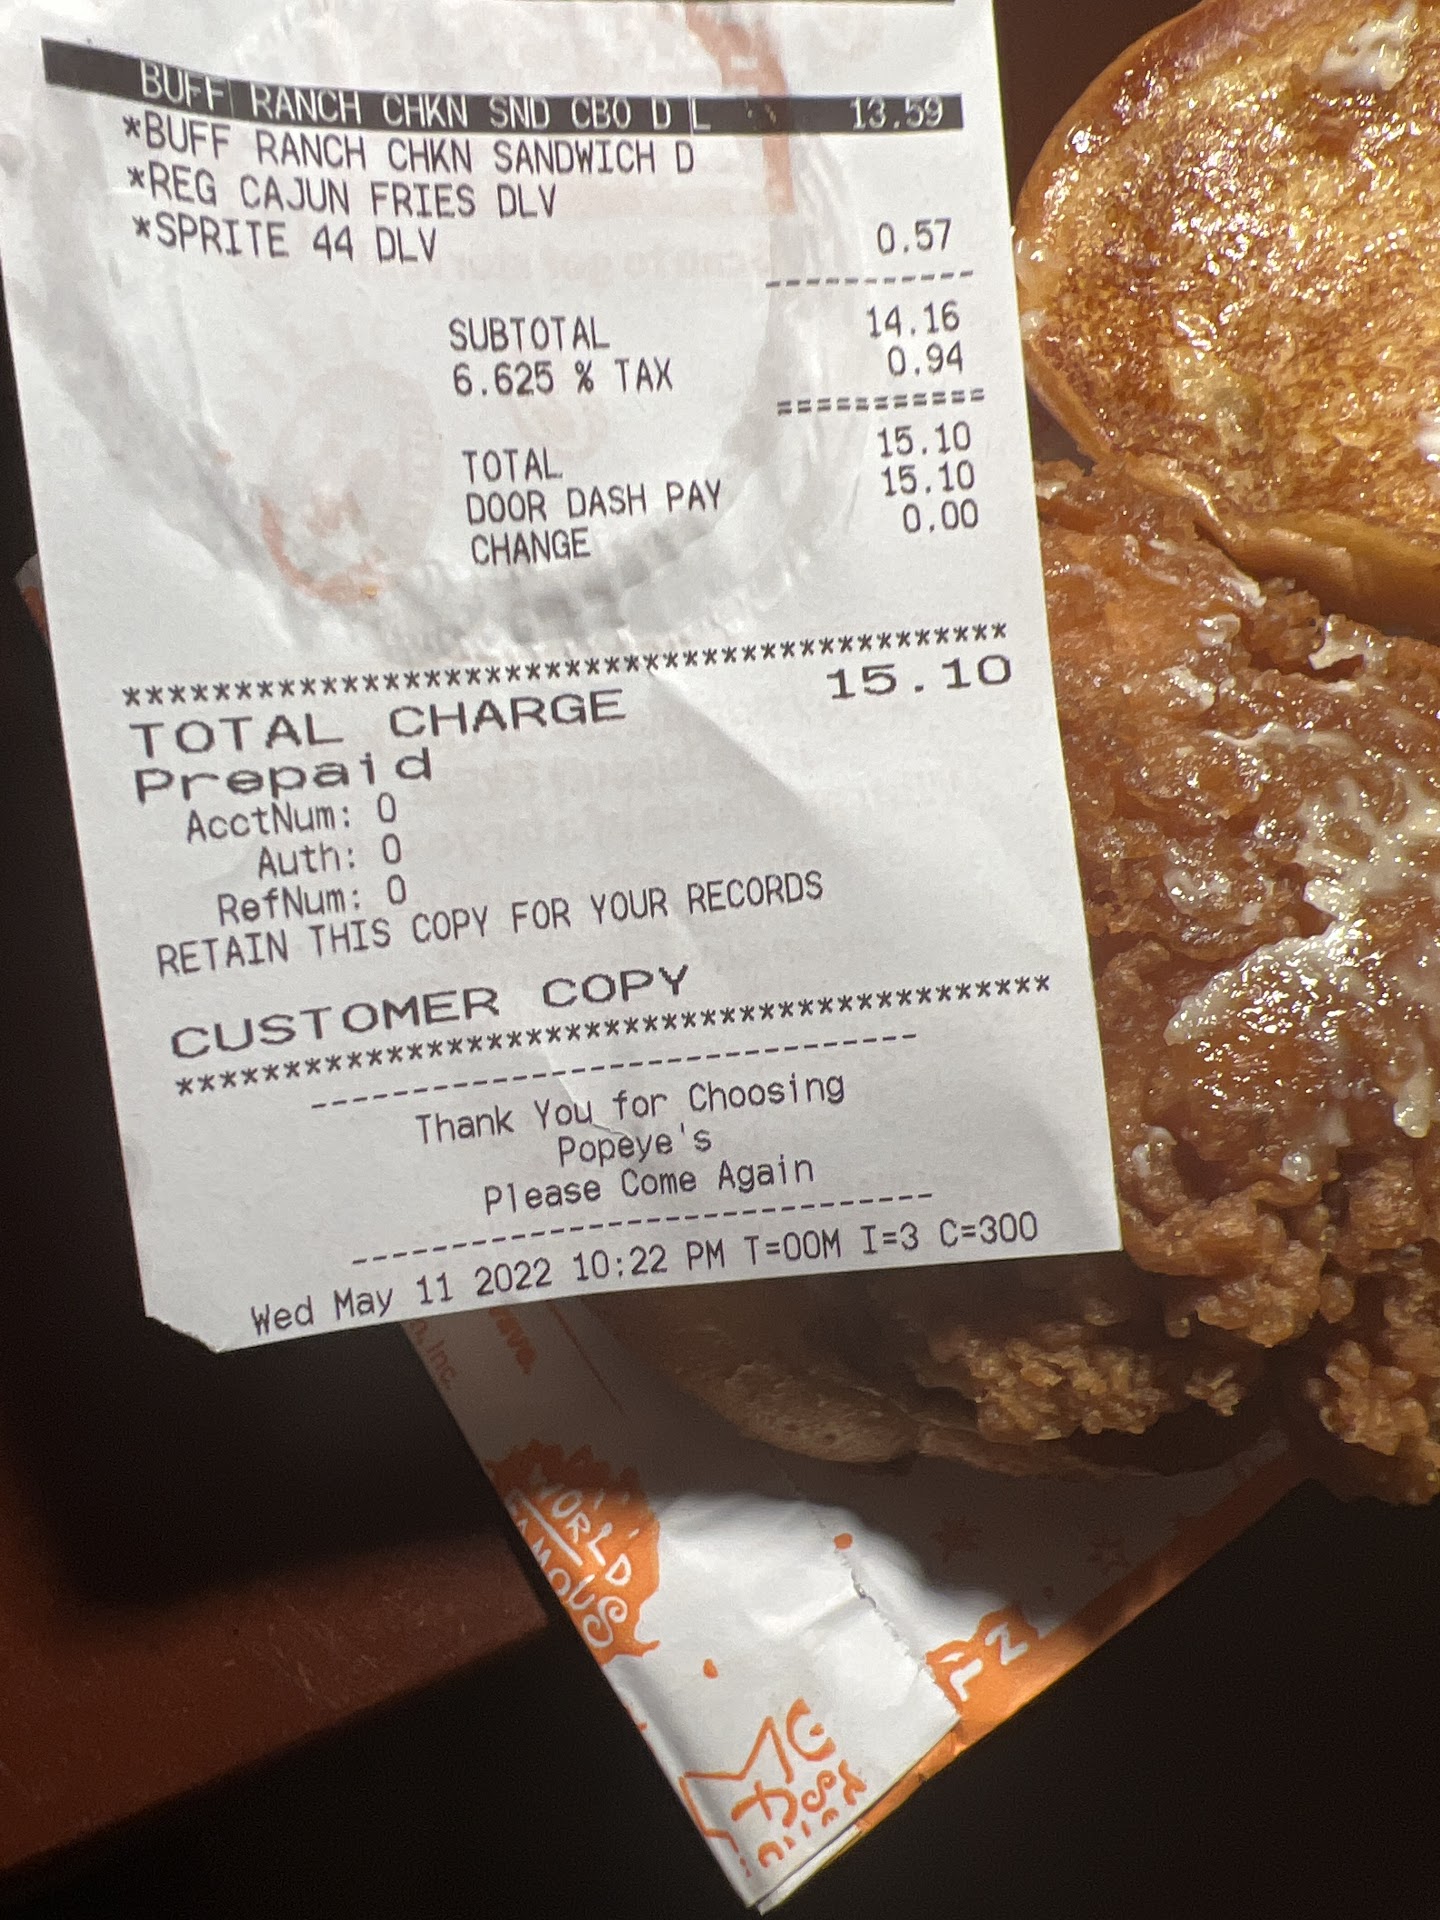 BUFF RANCH CHKN SND CBO D L 13.59
*BUFF RANCH CHKN SANDWICH D
*REG CAJUN FRIES DLV
*SPRITE 44 DLV 0.57
-----------
SUBTOTAL 14.16
6.625 % TAX 0.94
===========
TOTAL 15.10
DOOR DASH PAY 15.10
CHANGE 0.00
****************************************
TOTAL CHARGE 15.10
Prepaid
AcctNum: 0
Auth: 0
RefNum: 0
RETAIN THIS COPY FOR YOUR RECORDS
CUSTOMER COPY
****************************************
------------------------------
Thank You for Choosing
Popeye's
Please Come Again
------------------------------
Wed May 11 2022 10:22 PM T=00M I=3 C=300
WORLD
FAMOUS